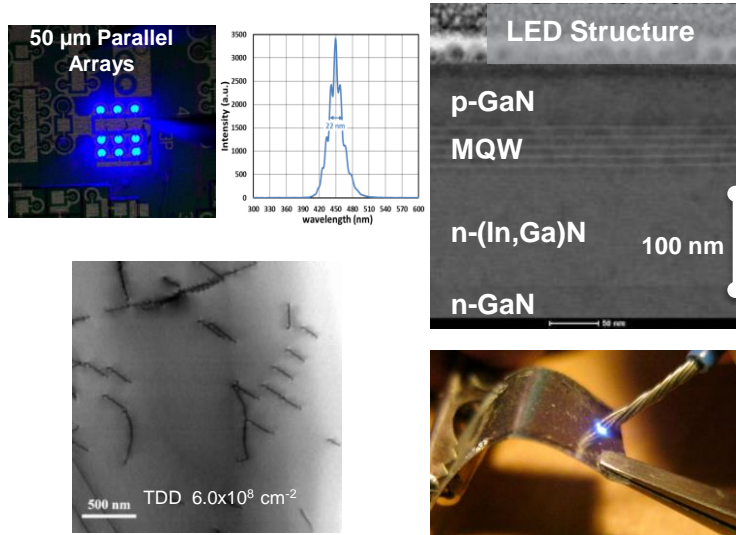 50 µm Parallel
Arrays
3500
3000
2500
2000
1500
1000
500
0
Intensity (a.u.)
22 nm
300 330 360 390 420 450 480 510 540 570 600
wavelength (nm)
LED Structure
p-GaN
MQW
n-(In,Ga)N
100 nm
n-GaN
50 nm
500 nm
TDD 6.0x10⁸ cm⁻²